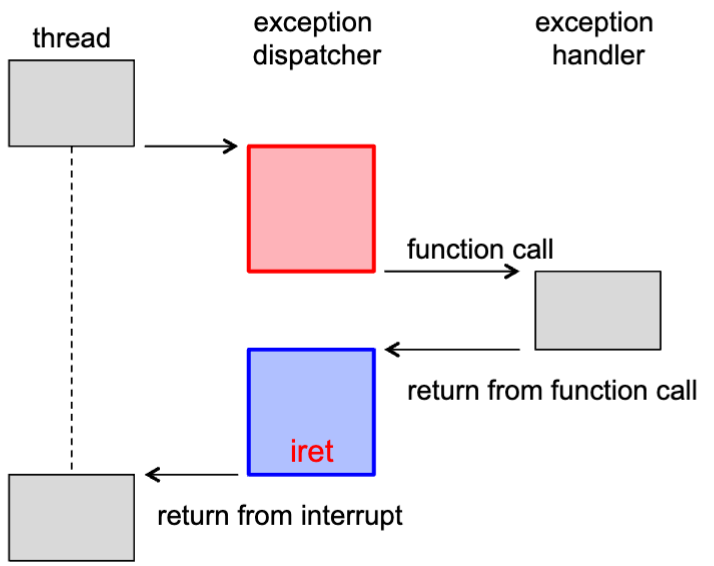 thread
exception
dispatcher
exception
handler
function call
return from function call
iret
return from interrupt